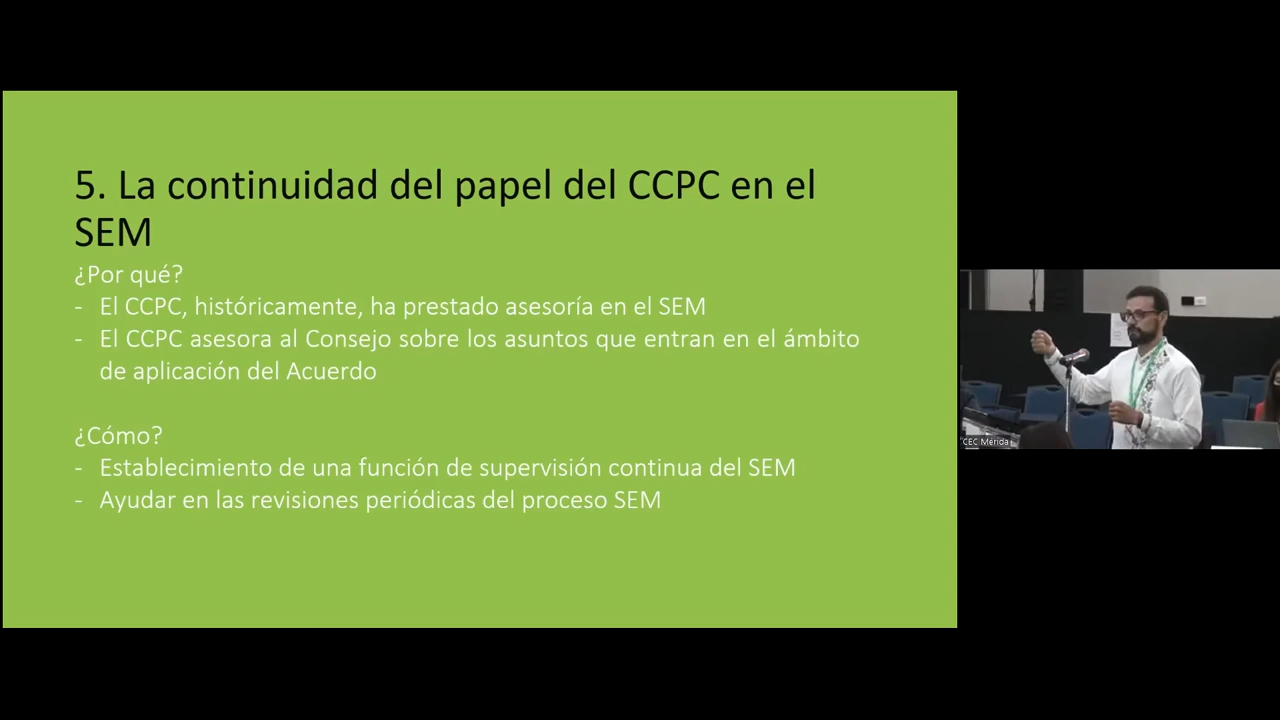 5. La continuidad del papel del CCPC en el
SEM
¿Por qué?
- El CCPC, históricamente, ha prestado asesoría en el SEM
- El CCPC asesora al Consejo sobre los asuntos que entran en el ámbito
de aplicación del Acuerdo
¿Cómo?
- Establecimiento de una función de supervisión continua del SEM
- Ayudar en las revisiones periódicas del proceso SEM
CEC Mérida